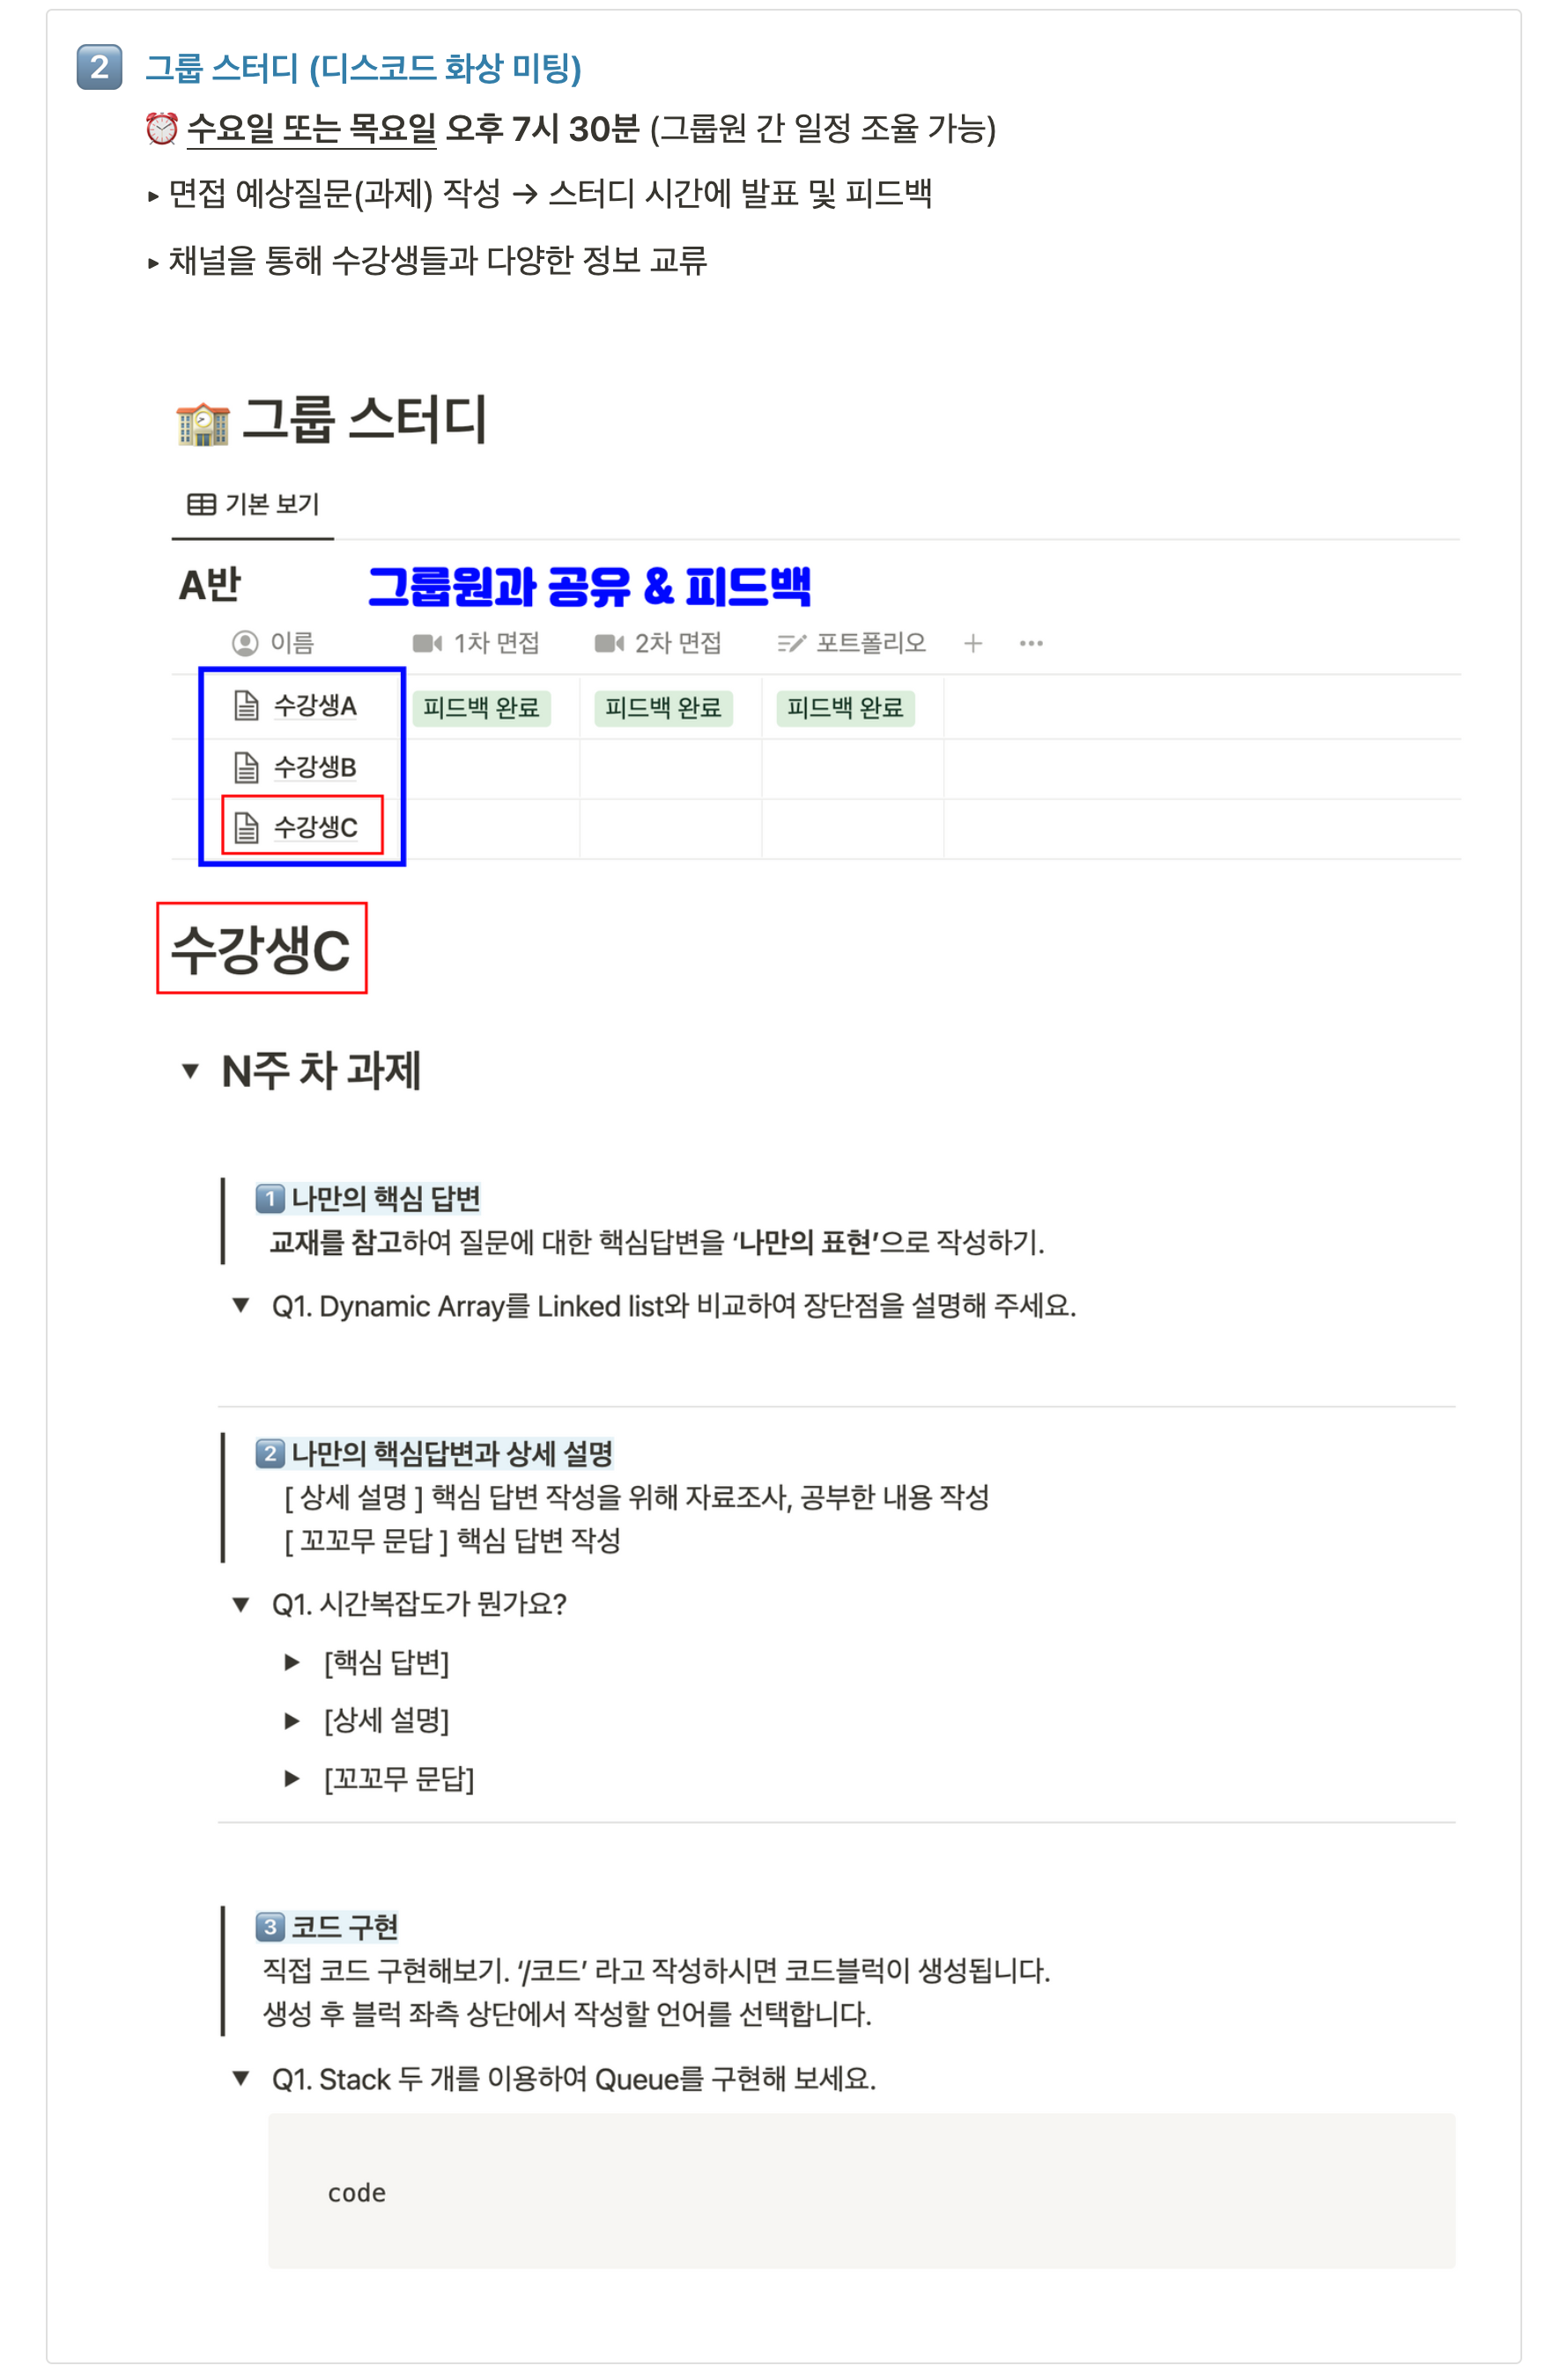 2 그룹 스터디 (디스코드 화상 미팅)
⏰ 수요일 또는 목요일 오후 7시 30분 (그룹원 간 일정 조율 가능)
▸ 면접 예상질문(과제) 작성 → 스터디 시간에 발표 및 피드백
▸ 채널을 통해 수강생들과 다양한 정보 교류
그룹 스터디
기본 보기
A반 그룹원과 공유 & 피드백
이름 1차 면접 2차 면접 포트폴리오 + •••
수강생A 피드백 완료 피드백 완료 피드백 완료
수강생B
수강생C
수강생C
▼ N주 차 과제
1 나만의 핵심 답변
교재를 참고하여 질문에 대한 핵심답변을 ‘나만의 표현’으로 작성하기.
▼ Q1. Dynamic Array를 Linked list와 비교하여 장단점을 설명해 주세요.
2 나만의 핵심답변과 상세 설명
[ 상세 설명 ] 핵심 답변 작성을 위해 자료조사, 공부한 내용 작성
[ 꼬꼬무 문답 ] 핵심 답변 작성
▼ Q1. 시간복잡도가 뭔가요?
▶ [핵심 답변]
▶ [상세 설명]
▶ [꼬꼬무 문답]
3 코드 구현
직접 코드 구현해보기. ‘/코드’ 라고 작성하시면 코드블럭이 생성됩니다.
생성 후 블럭 좌측 상단에서 작성할 언어를 선택합니다.
▼ Q1. Stack 두 개를 이용하여 Queue를 구현해 보세요.
code